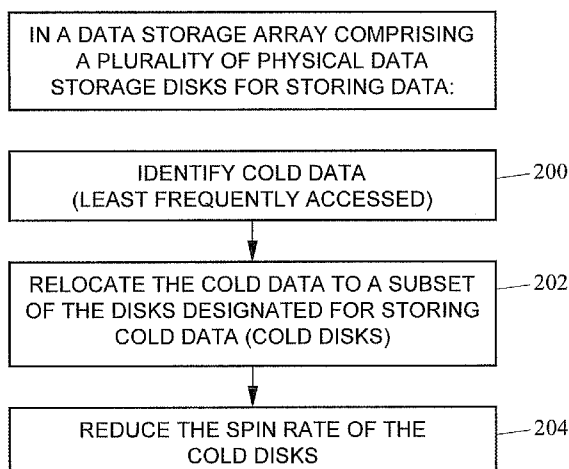 IN A DATA STORAGE ARRAY COMPRISING
A PLURALITY OF PHYSICAL DATA
STORAGE DISKS FOR STORING DATA:
IDENTIFY COLD DATA
(LEAST FREQUENTLY ACCESSED)
200
RELOCATE THE COLD DATA TO A SUBSET
OF THE DISKS DESIGNATED FOR STORING
COLD DATA (COLD DISKS)
202
REDUCE THE SPIN RATE OF THE
COLD DISKS
204